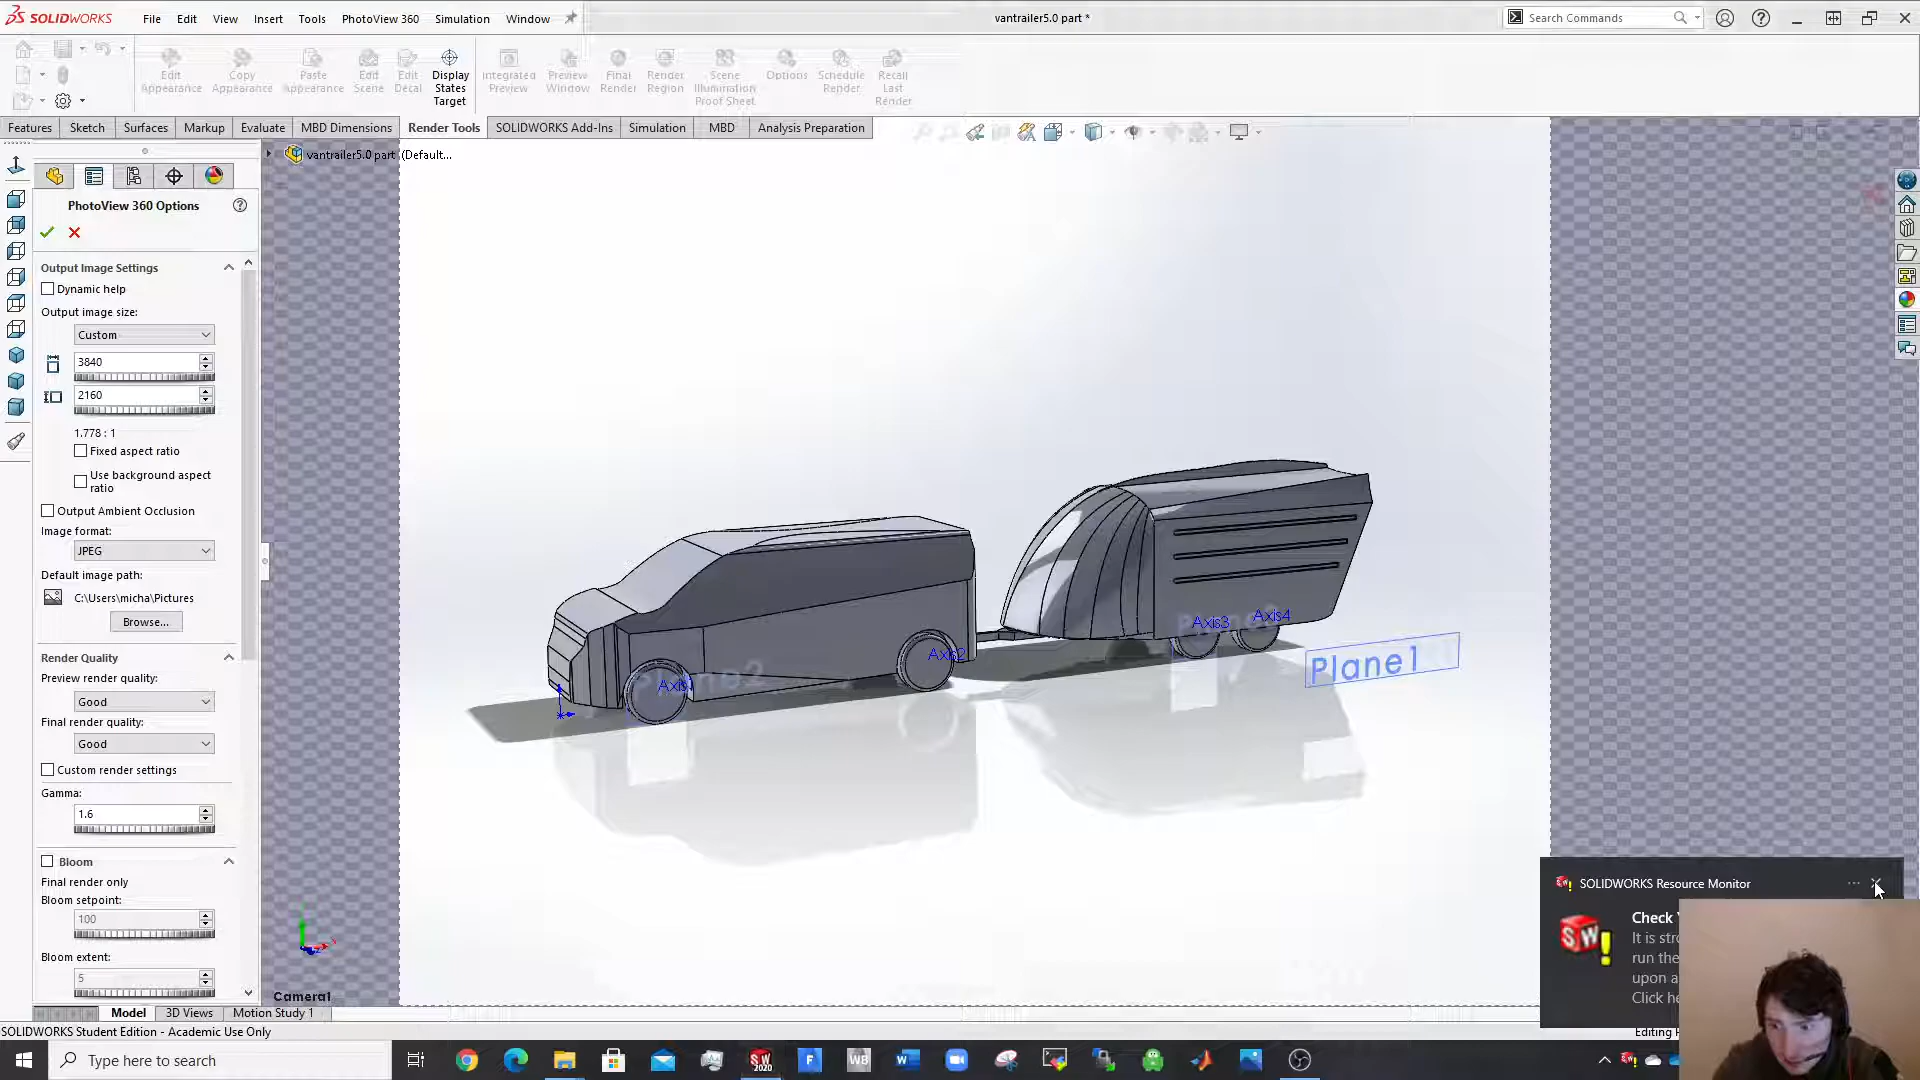 SOLIDWORKS
File Edit View Insert Tools PhotoView 360 Simulation Window
vantrailer5.0 part *
Search Commands
Edit Appearance
Copy Appearance
Paste Appearance
Edit Scene
Edit Decal
Display States Target
Integrated Preview
Preview Window
Final Render
Render Region
Scene Illumination Proof Sheet
Options
Schedule Render
Recall Last Render
Features Sketch Surfaces Markup Evaluate MBD Dimensions Render Tools SOLIDWORKS Add-Ins Simulation MBD Analysis Preparation
vantrailer5.0 part (Default...
PhotoView 360 Options
Output Image Settings
Dynamic help
Output image size:
Custom
3840
2160
1.778 : 1
Fixed aspect ratio
Use background aspect
ratio
Output Ambient Occlusion
Image format:
JPEG
Default image path:
C:\Users\micha\Pictures
Browse...
Render Quality
Preview render quality:
Good
Final render quality:
Good
Custom render settings
Gamma:
1.6
Bloom
Final render only
Bloom setpoint:
100
Bloom extent:
5
Axis1
Axis2
Axis3
Axis4
Plane1
Plane2
Camera1
SOLIDWORKS Resource Monitor
Check
It is
run the
upon a
Click
Model 3D Views Motion Study 1
SOLIDWORKS Student Edition - Academic Use Only
Editing
Type here to search
SW
2020
F
WB
W